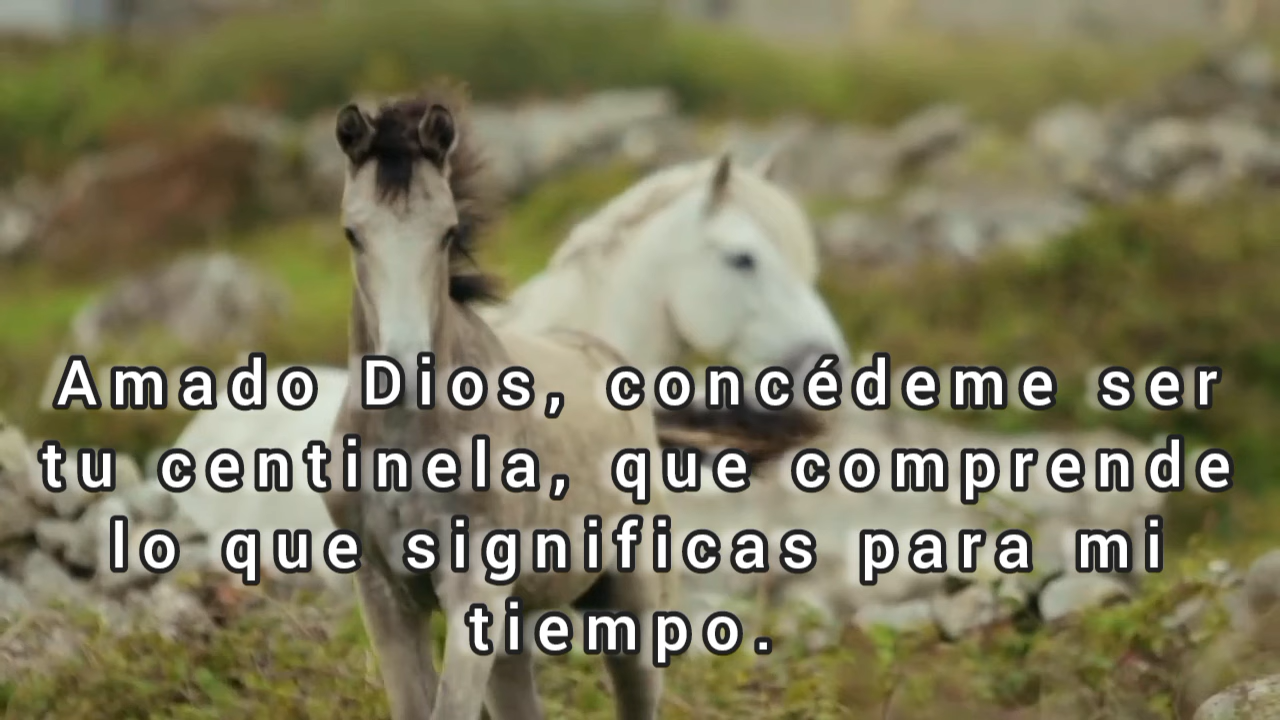 Amado Dios, concédeme ser
tu centinela, que comprende
lo que significas para mi
tiempo.